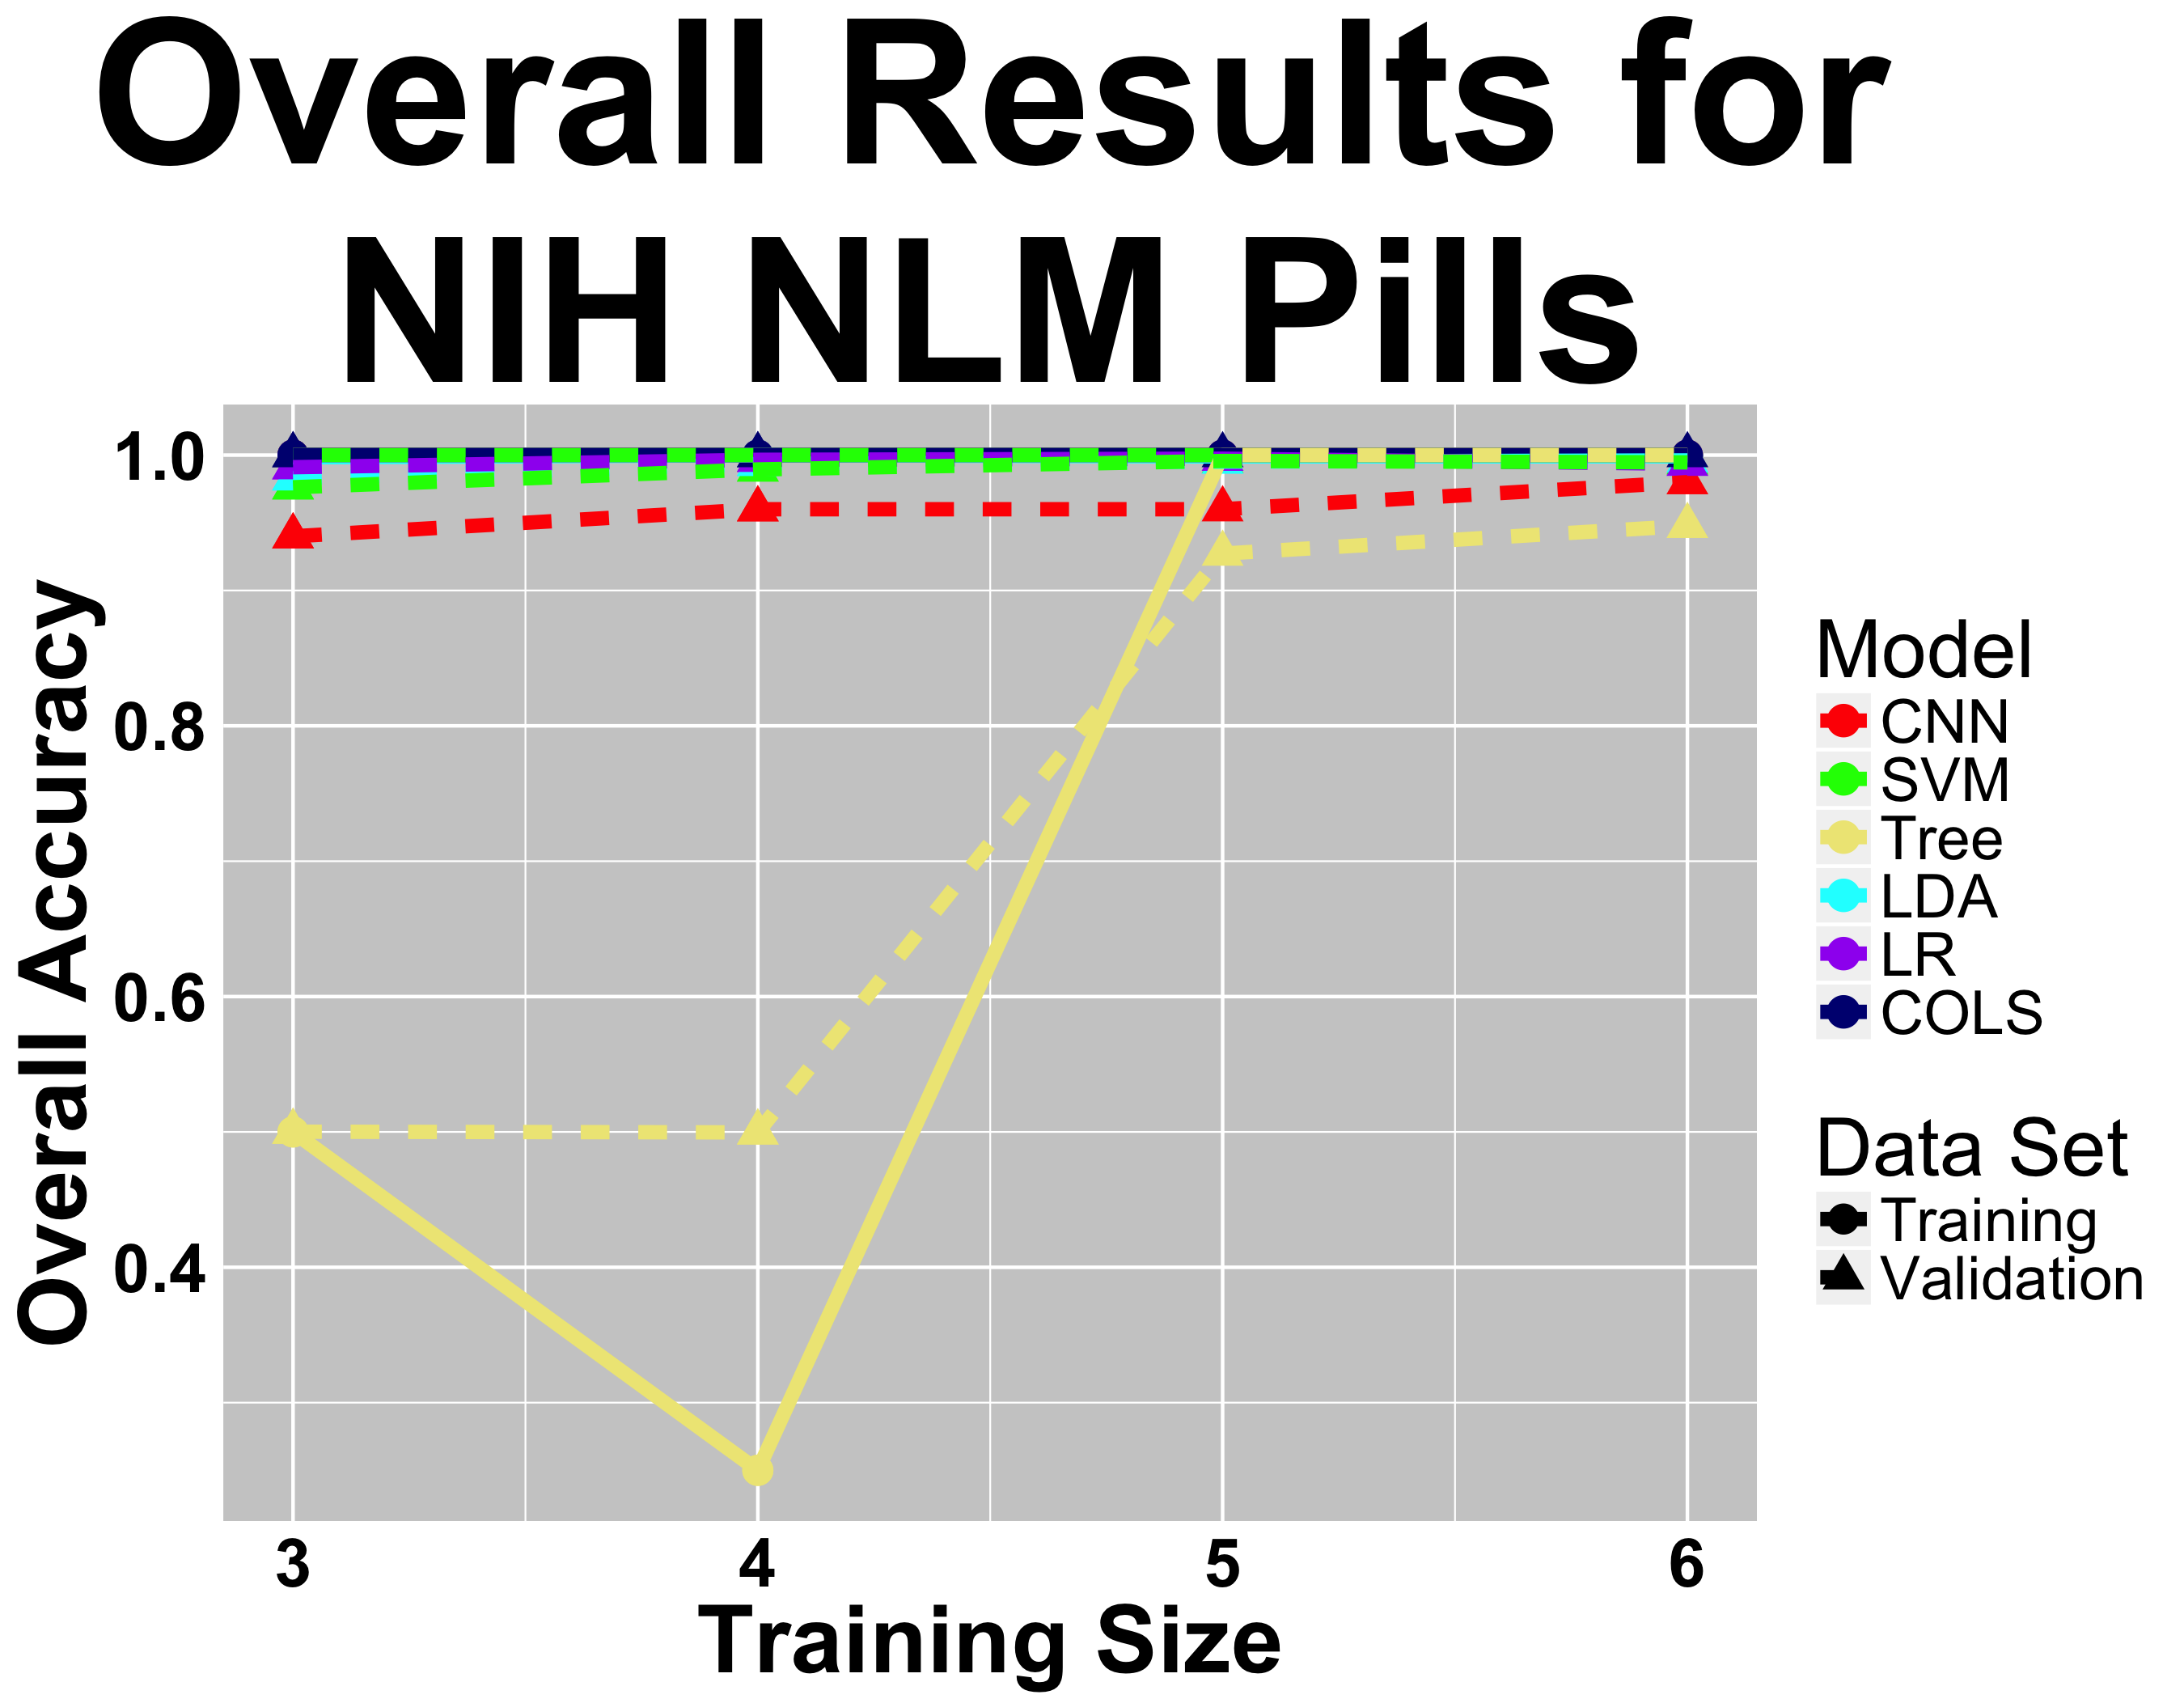 Overall Results for
NIH NLM Pills
Overall Accuracy
1.0
0.8
0.6
0.4
3
4
5
6
Training Size
Model
CNN
SVM
Tree
LDA
LR
COLS
Data Set
Training
Validation